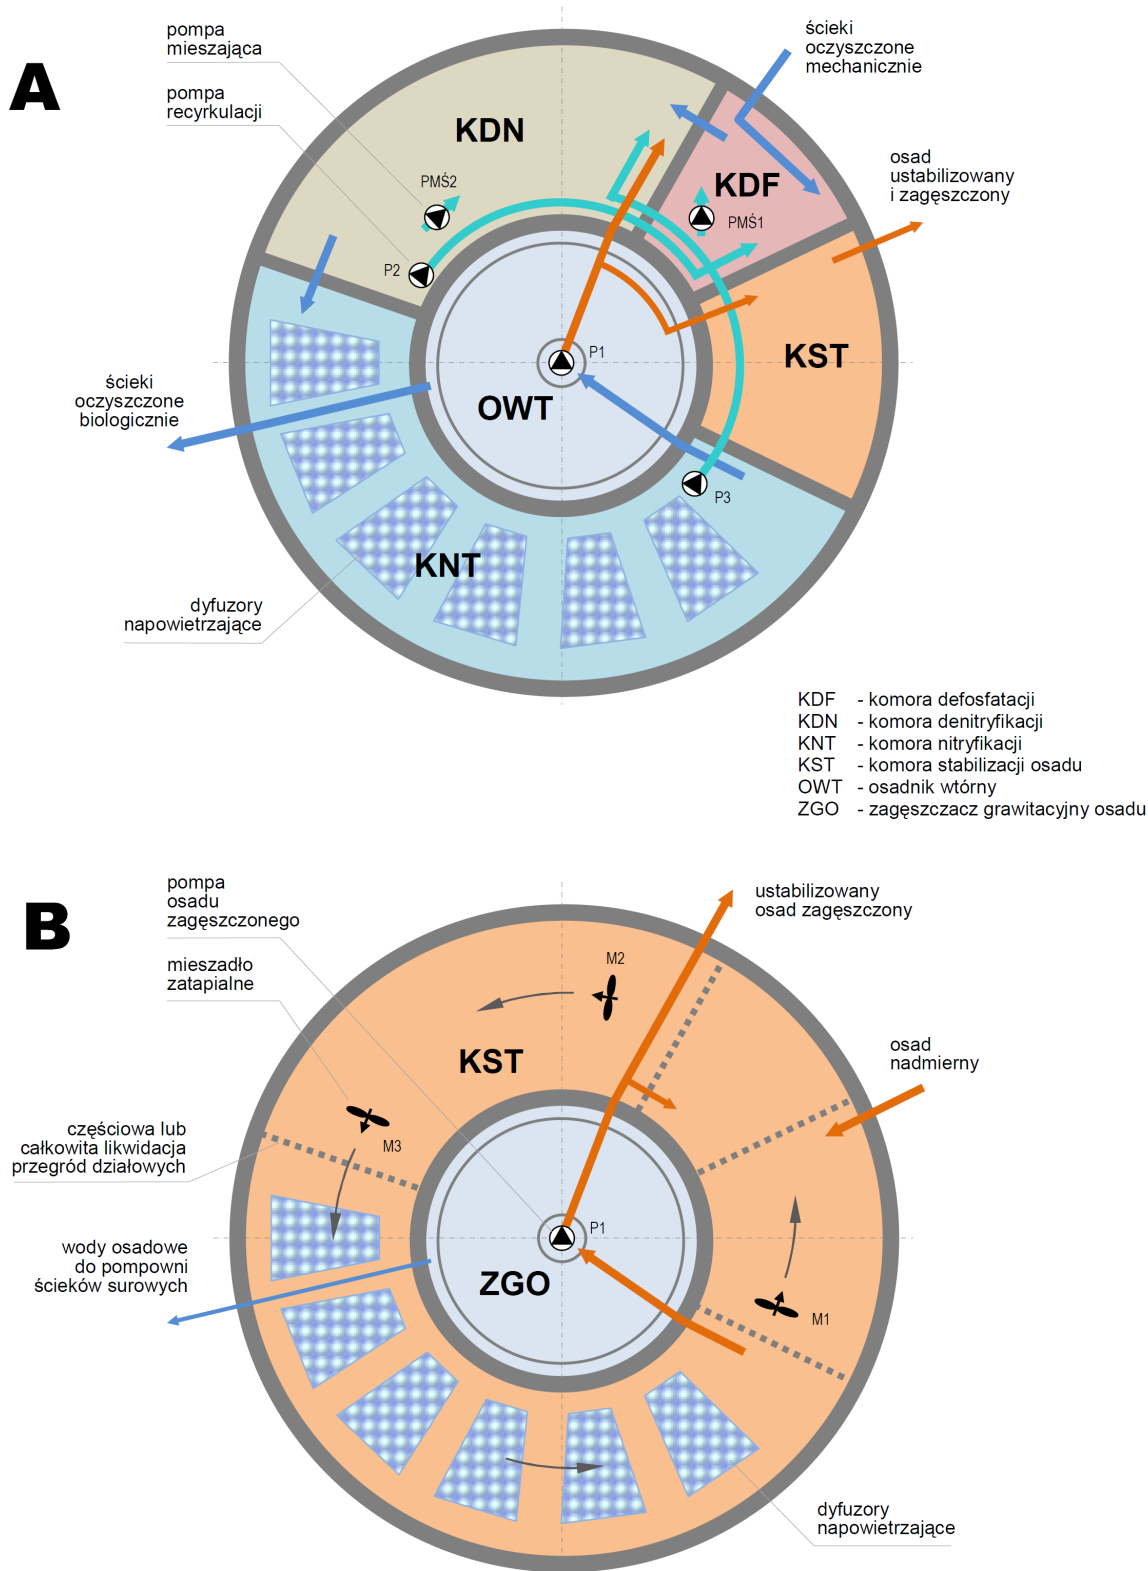 A
pompa
mieszająca
pompa
recyrkulacji
ścieki
oczyszczone
mechanicznie
KDN
KDF
osad
ustabilizowany
i zagęszczony
PMŚ2
PMŚ1
P2
P1
KST
OWT
ścieki
oczyszczone
biologicznie
P3
KNT
dyfuzory
napowietrzające
KDF - komora defosfatacji
KDN - komora denitryfikacji
KNT - komora nitryfikacji
KST - komora stabilizacji osadu
OWT - osadnik wtórny
ZGO - zagęszczacz grawitacyjny osadu
B
pompa
osadu
zagęszczonego
mieszadło
zatapialne
ustabilizowany
osad zagęszczony
M2
KST
osad
nadmierny
częściowa lub
całkowita likwidacja
przegród działowych
M3
P1
wody osadowe
do pompowni
ścieków surowych
ZGO
M1
dyfuzory
napowietrzające